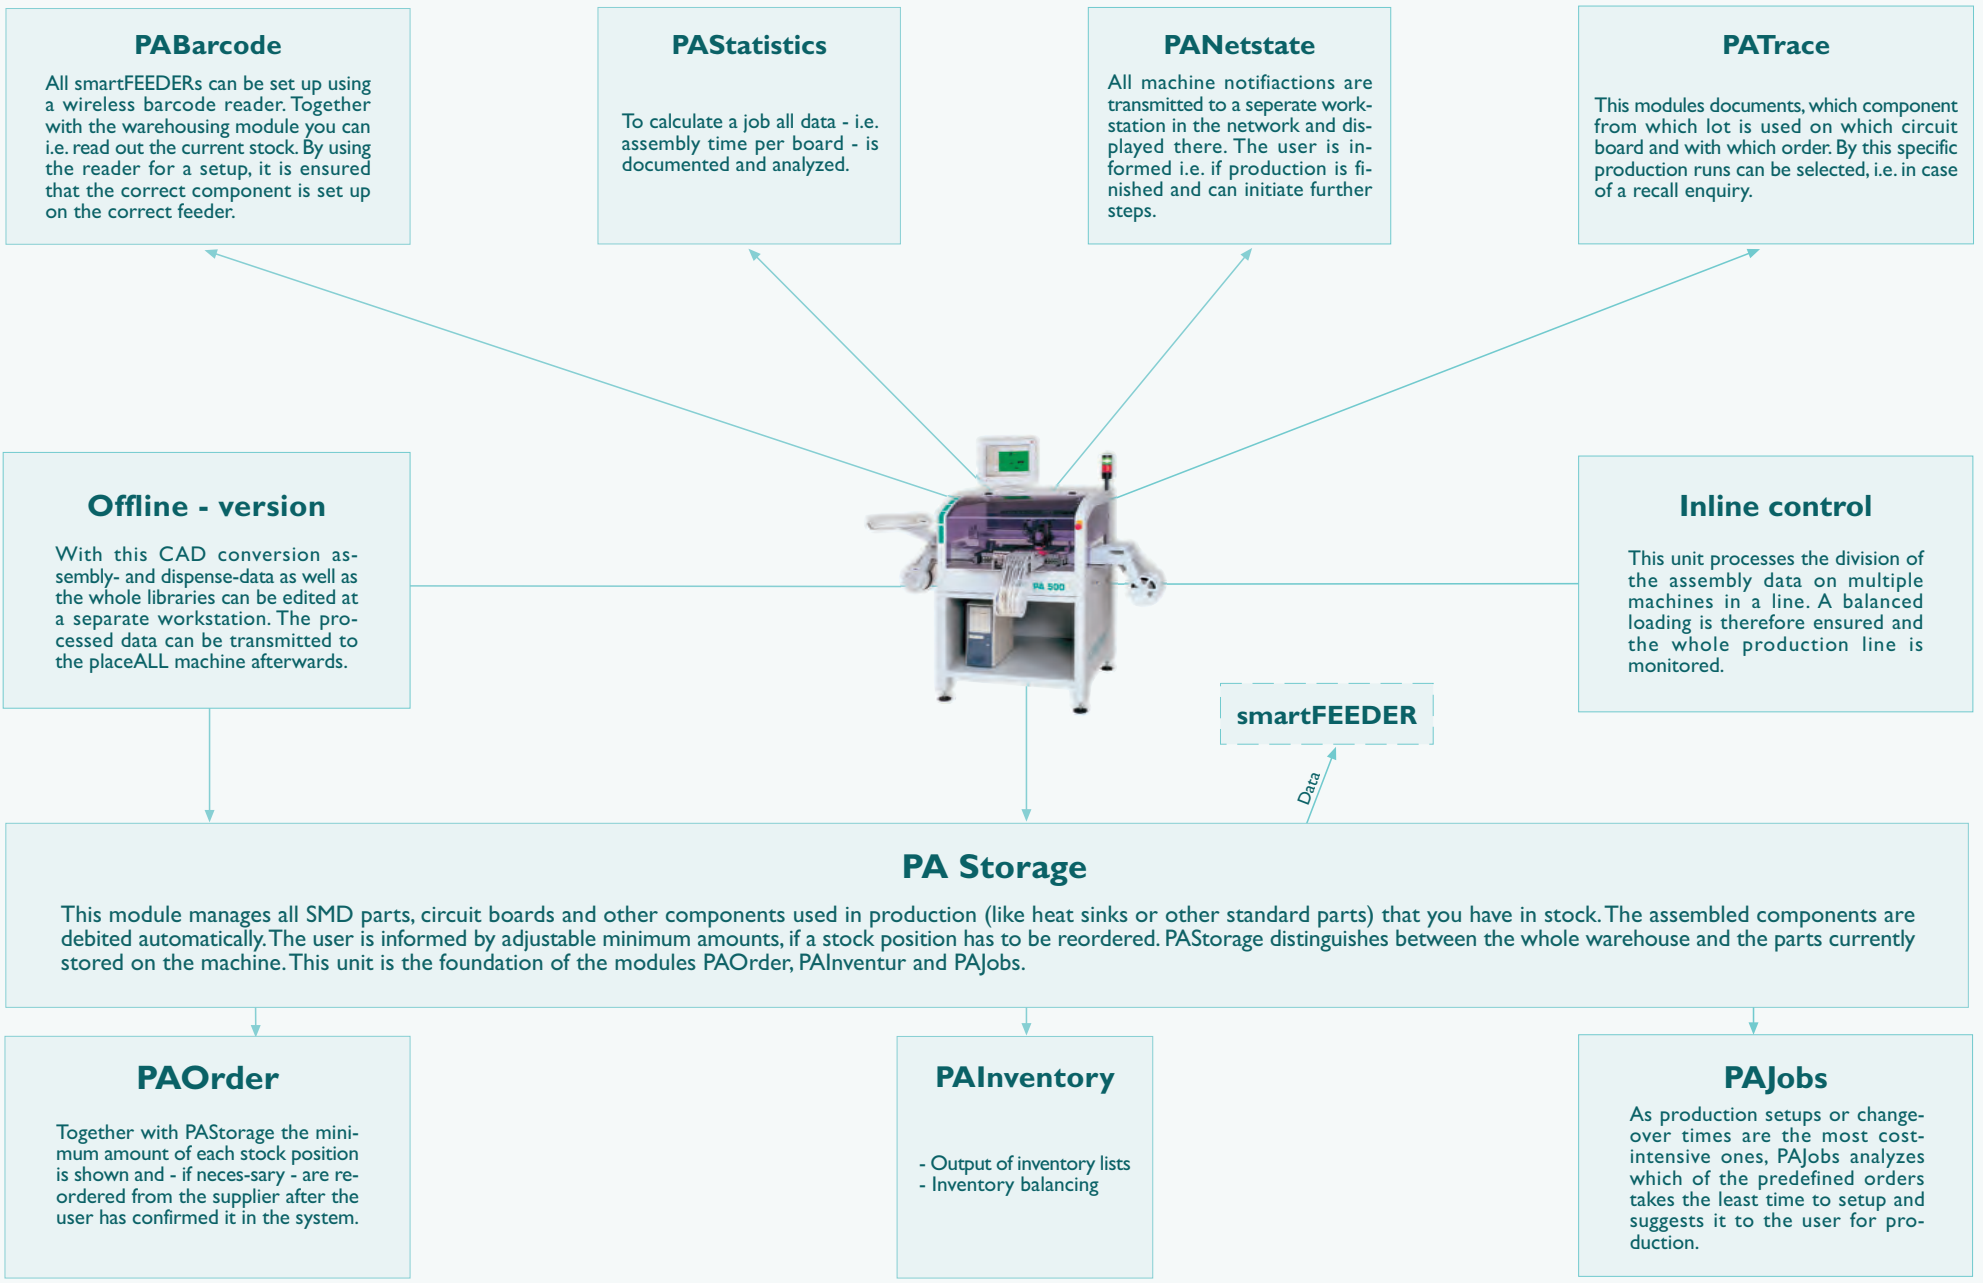 PABarcode
All smartFEEDERs can be set up using
a wireless barcode reader. Together
with the warehousing module you can
i.e. read out the current stock. By using
the reader for a setup, it is ensured
that the correct component is set up
on the correct feeder.
PAStatistics
To calculate a job all data - i.e.
assembly time per board - is
documented and analyzed.
PANetstate
All machine notifiactions are
transmitted to a seperate work-
station in the network and dis-
played there. The user is in-
formed i.e. if production is fi-
nished and can initiate further
steps.
PATrace
This modules documents, which component
from which lot is used on which circuit
board and with which order. By this specific
production runs can be selected, i.e. in case
of a recall enquiry.
Offline - version
With this CAD conversion as-
sembly- and dispense-data as well as
the whole libraries can be edited at
a separate workstation. The pro-
cessed data can be transmitted to
the placeALL machine afterwards.
PA 500
Inline control
This unit processes the division of
the assembly data on multiple
machines in a line. A balanced
loading is therefore ensured and
the whole production line is
monitored.
smartFEEDER
Data
PA Storage
This module manages all SMD parts, circuit boards and other components used in production (like heat sinks or other standard parts) that you have in stock. The assembled components are
debited automatically. The user is informed by adjustable minimum amounts, if a stock position has to be reordered. PAStorage distinguishes between the whole warehouse and the parts currently
stored on the machine. This unit is the foundation of the modules PAOrder, PAInventur and PAJobs.
PAOrder
Together with PAStorage the mini-
mum amount of each stock position
is shown and - if neces-sary - are re-
ordered from the supplier after the
user has confirmed it in the system.
PAInventory
- Output of inventory lists
- Inventory balancing
PAJobs
As production setups or change-
over times are the most cost-
intensive ones, PAJobs analyzes
which of the predefined orders
takes the least time to setup and
suggests it to the user for pro-
duction.